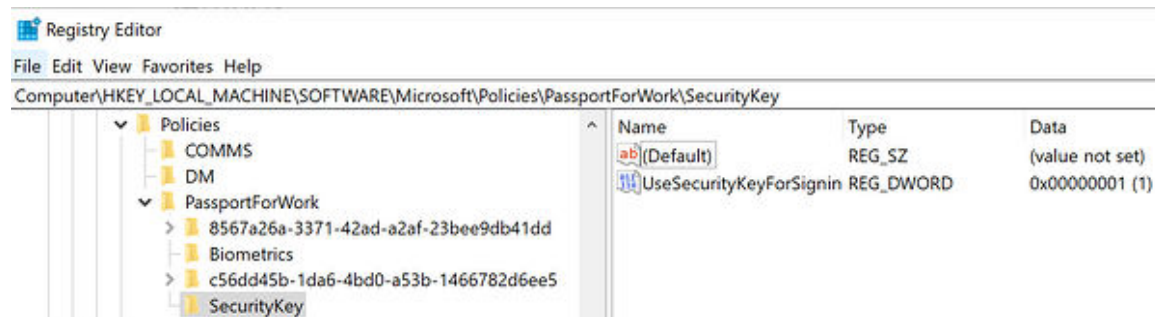 Registry Editor
File Edit View Favorites Help
Computer\HKEY_LOCAL_MACHINE\SOFTWARE\Microsoft\Policies\PassportForWork\SecurityKey
Policies
COMMS
DM
PassportForWork
8567a26a-3371-42ad-a2af-23bee9db41dd
Biometrics
c56dd45b-1da6-4bd0-a53b-1466782d6ee5
SecurityKey
Name Type Data
(Default) REG_SZ (value not set)
UseSecurityKeyForSignin REG_DWORD 0x00000001 (1)